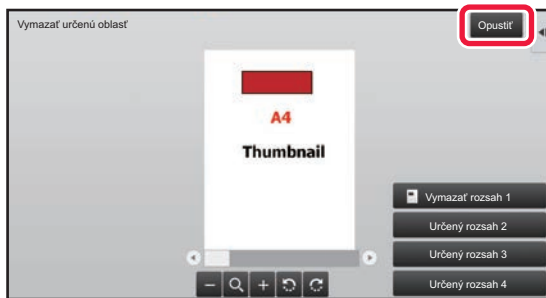 Vymazať určenú oblasť
Opustiť
A4
Thumbnail
Vymazať rozsah 1
Určený rozsah 2
Určený rozsah 3
Určený rozsah 4